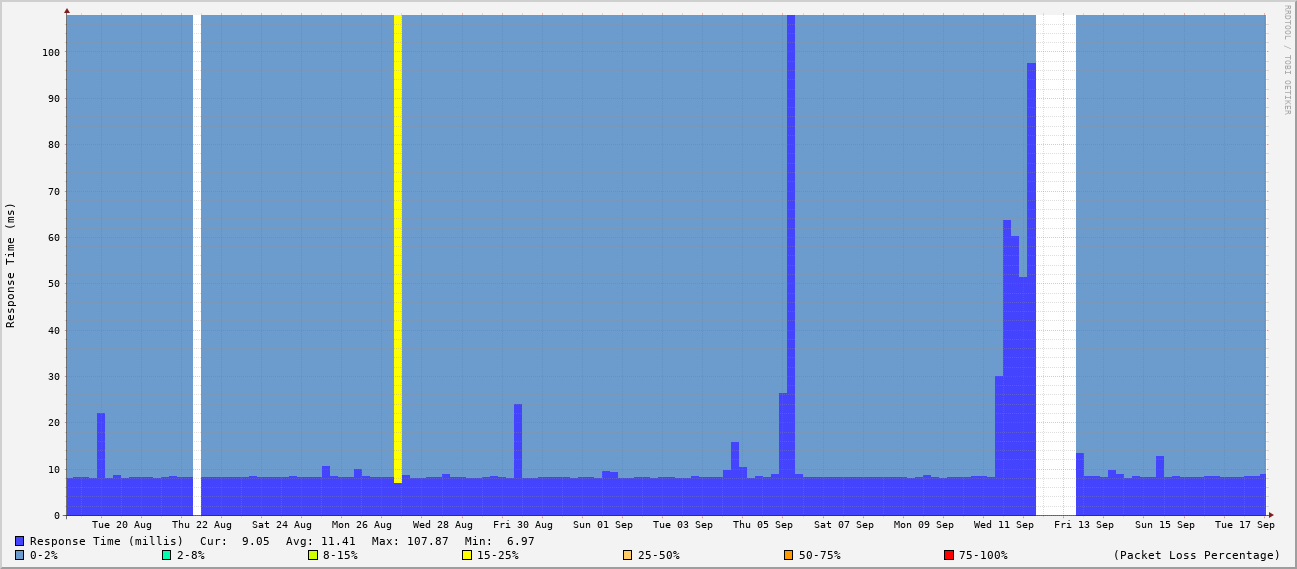 RRDTOOL / TOBI OETIKER
Response Time (ms)
100
90
80
70
60
50
40
30
20
10
0
Tue 20 Aug Thu 22 Aug Sat 24 Aug Mon 26 Aug Wed 28 Aug Fri 30 Aug Sun 01 Sep Tue 03 Sep Thu 05 Sep Sat 07 Sep Mon 09 Sep Wed 11 Sep Fri 13 Sep Sun 15 Sep Tue 17 Sep
Response Time (millis) Cur: 9.05 Avg: 11.41 Max: 107.87 Min: 6.97
0-2% 2-8% 8-15% 15-25% 25-50% 50-75% 75-100% (Packet Loss Percentage)